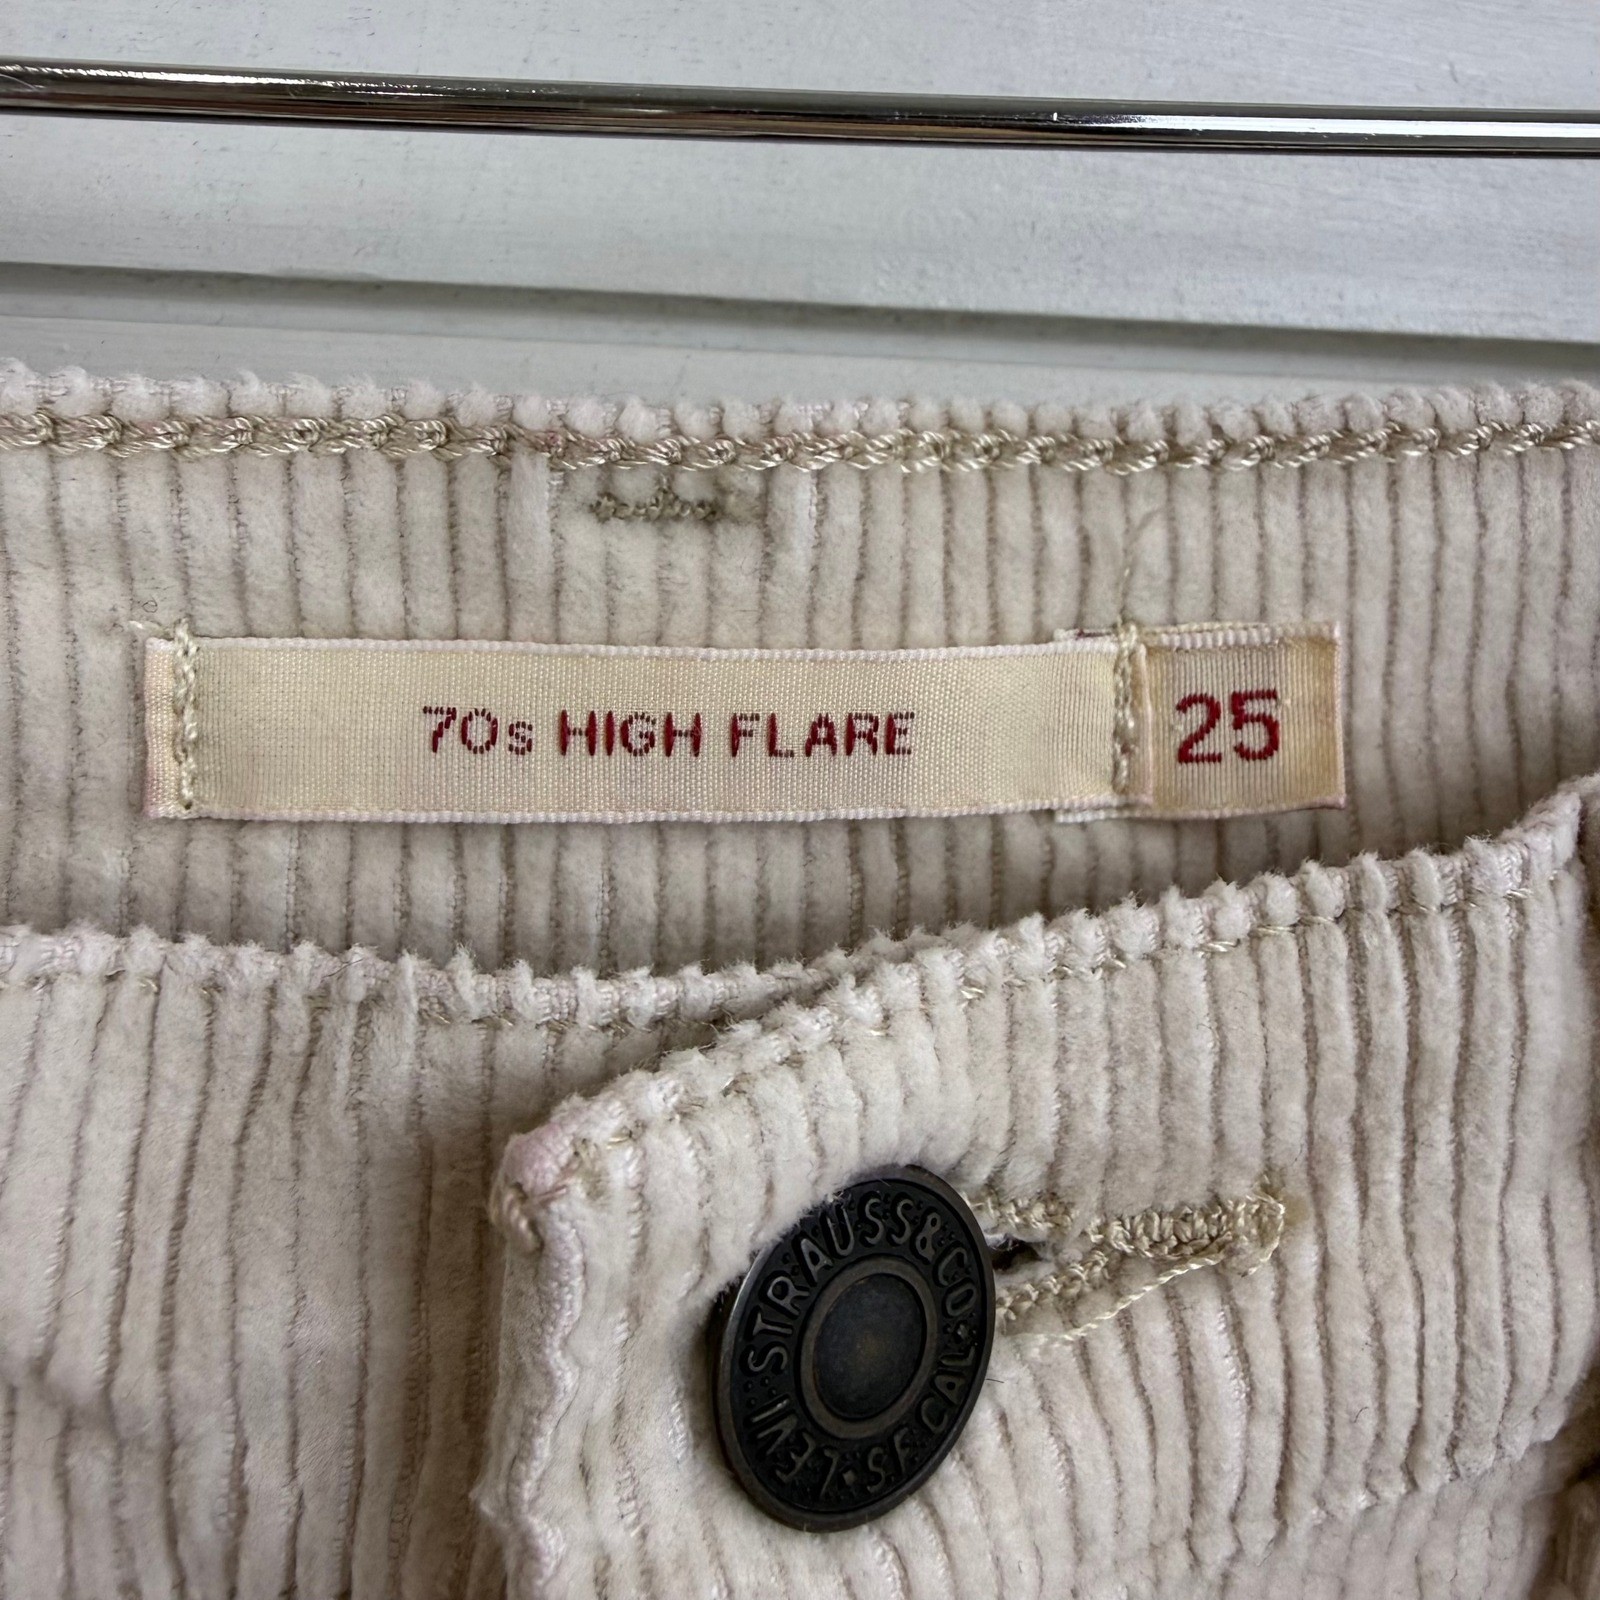 70s HIGH FLARE
25
LEVI STRAUSS & CO. S.F. CAL.